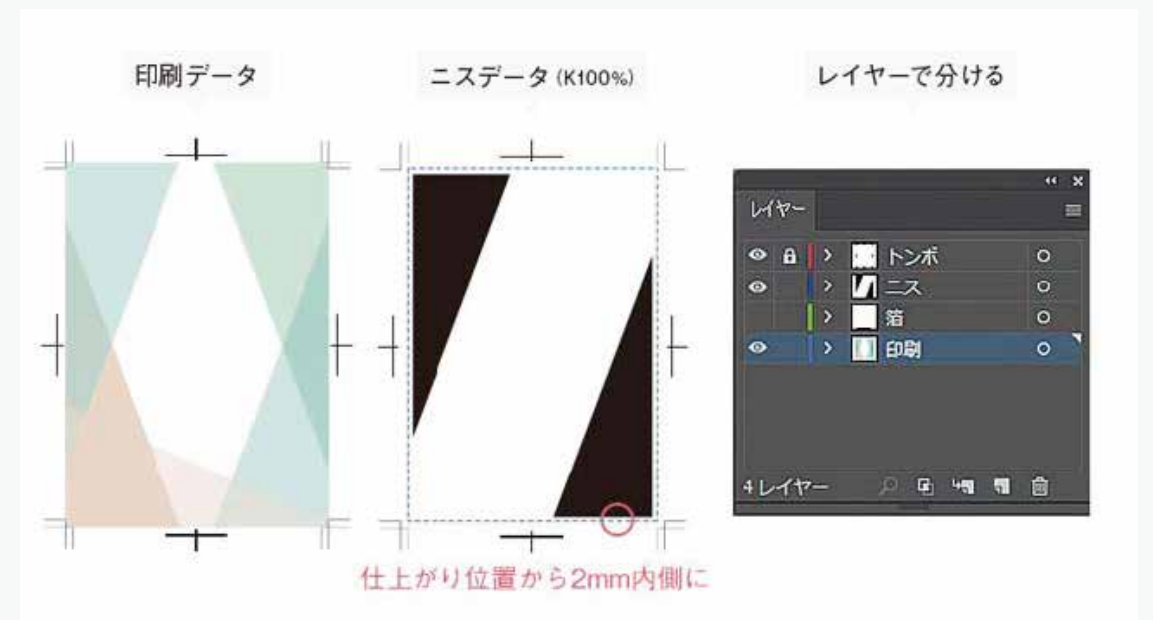 印刷データ
ニスデータ(K100%)
レイヤーで分ける
レイヤー
トンボ
ニス
箔
印刷
4レイヤー
仕上がり位置から2mm内側に